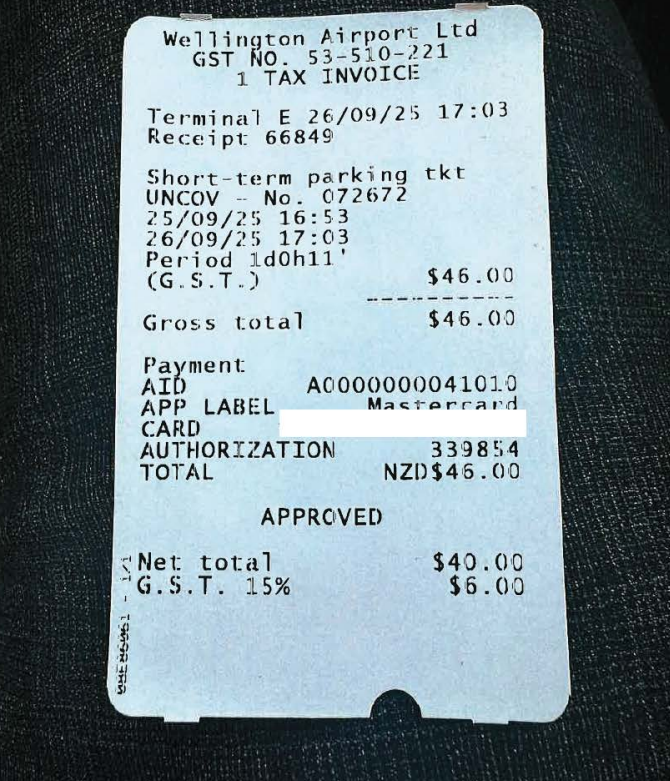 Wellington Airport Ltd
GST NO. 53-510-221
1 TAX INVOICE
Terminal E 26/09/25 17:03
Receipt 66849
Short-term parking tkt
UNCOV - No. 072672
25/09/25 16:53
26/09/25 17:03
Period 1d0h11'
(G.S.T.) $46.00
----------
Gross total $46.00
Payment
AID A0000000041010
APP LABEL Mastercard
CARD
AUTHORIZATION 339854
TOTAL NZD$46.00
APPROVED
Net total $40.00
G.S.T. 15% $6.00